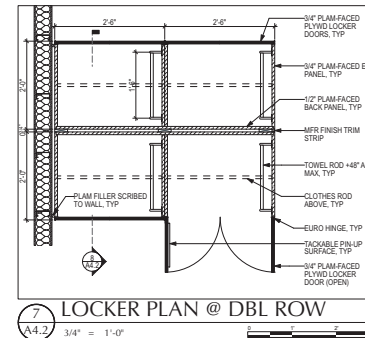 2'-6"
2'-6"
3/4" PLAM-FACED
PLYWD LOCKER
DOORS, TYP
3/4" PLAM-FACED E
PANEL, TYP
1/2" PLAM-FACED
BACK PANEL, TYP
MFR FINISH TRIM
STRIP
TOWEL ROD +48" A
MAX, TYP
CLOTHES ROD
ABOVE, TYP
EURO HINGE, TYP
TACKABLE PIN-UP
SURFACE, TYP
3/4" PLAM-FACED
PLYWD LOCKER
DOOR (OPEN)
2'-0"
2'-0"
PLAM FILLER SCRIBED
TO WALL, TYP
8
A4.2
7
A4.2
LOCKER PLAN @ DBL ROW
3/4" = 1'-0"
0 1' 2'